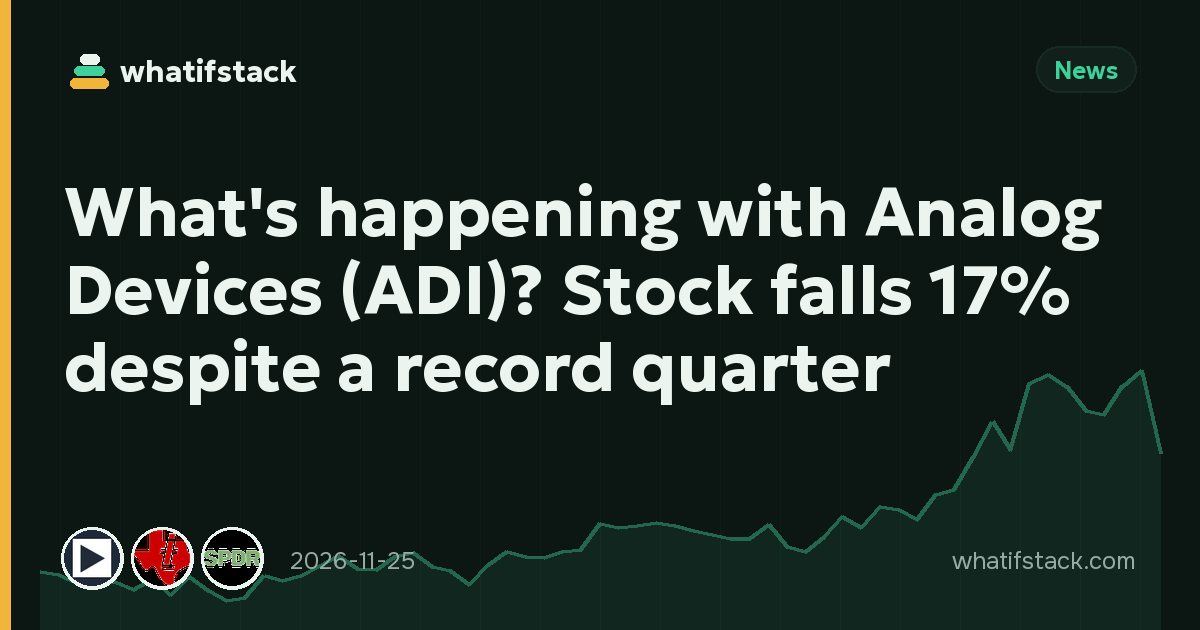 whatifstack
News
What's happening with Analog
Devices (ADI)? Stock falls 17%
despite a record quarter
SPDR
2026-11-25
whatifstack.com